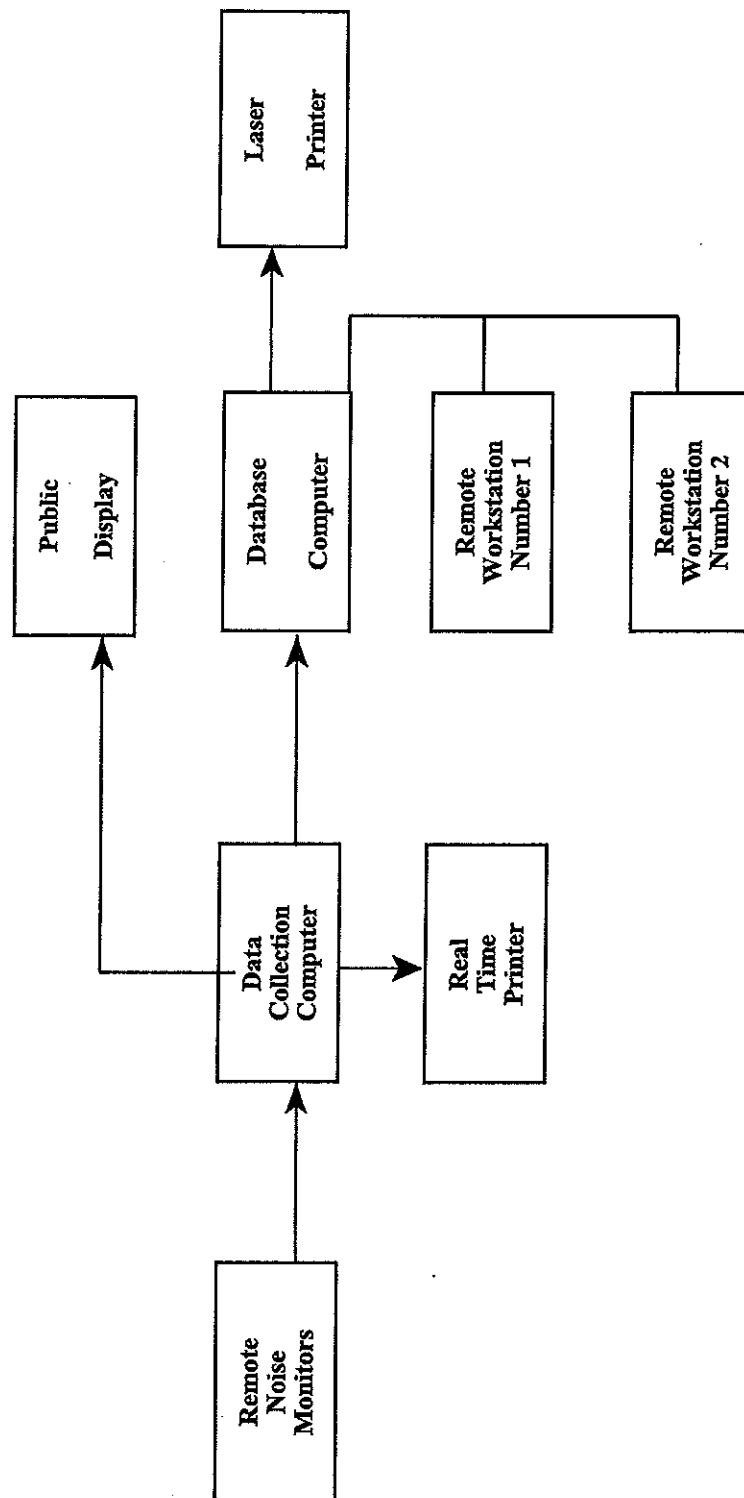 Remote
Noise
Monitors
Data
Collection
Computer
Real
Time
Printer
Public
Display
Database
Computer
Remote
Workstation
Number 1
Remote
Workstation
Number 2
Laser
Printer